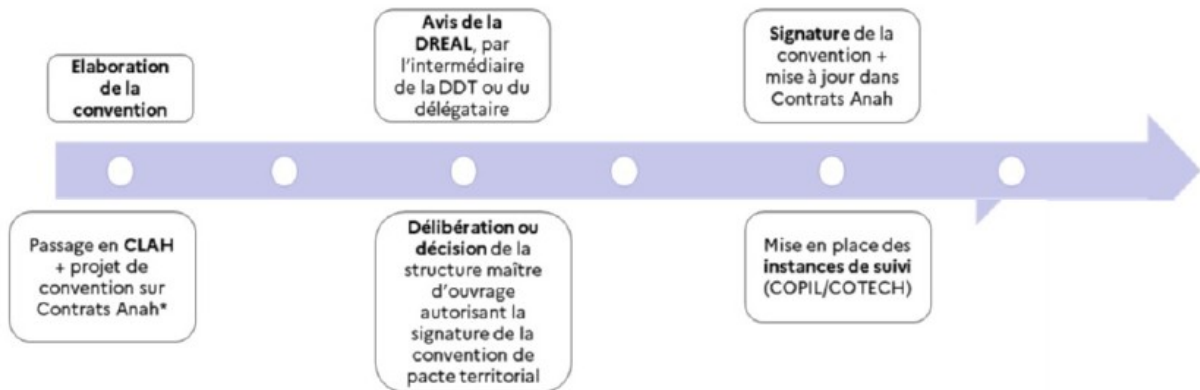 Elaboration
de la
convention
Avis de la
DREAL, par
l'intermédiaire
de la DDT ou du
délégataire
Signature de la
convention +
mise à jour dans
Contrats Anah
Passage en CLAH
+ projet de
convention sur
Contrats Anah*
Délibération ou
décision de la
structure maître
d'ouvrage
autorisant la
signature de la
convention de
pacte territorial
Mise en place des
instances de suivi
(COPIL/COTECH)